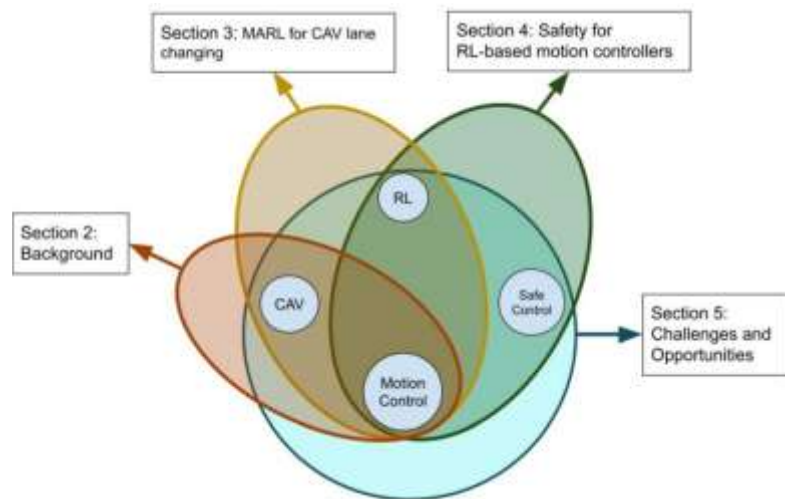 Section 3: MARL for CAV lane
changing
Section 4: Safety for
RL-based motion controllers
RL
Section 2:
Background
CAV
Safe
Control
Section 5:
Challenges and
Opportunities
Motion
Control